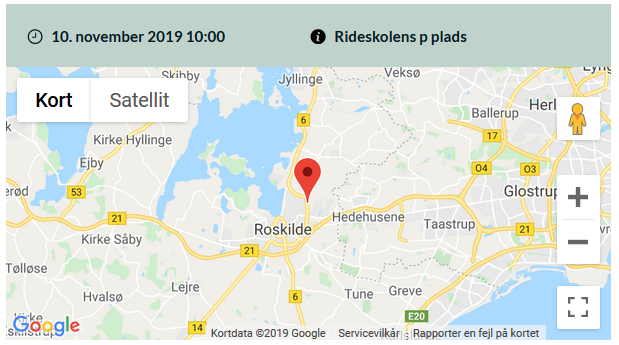 10. november 2019 10:00
Rideskolens p plads
Kort
Satellit
Skibby
Jyllinge
Veksø
Lyng
Herl
Ballerup
6
17
Kirke Hyllinge
Ejby
O4
O3
53
Glostrup
21
Hedehusene
Taastrup
Roskilde
21
Kirke Såby
21
Tølløse
Lejre
Hvalsø
6
Tune
Greve
E20
14
Google
Kortdata ©2019 Google
Servicevilkår
Rapporter en fejl på kortet